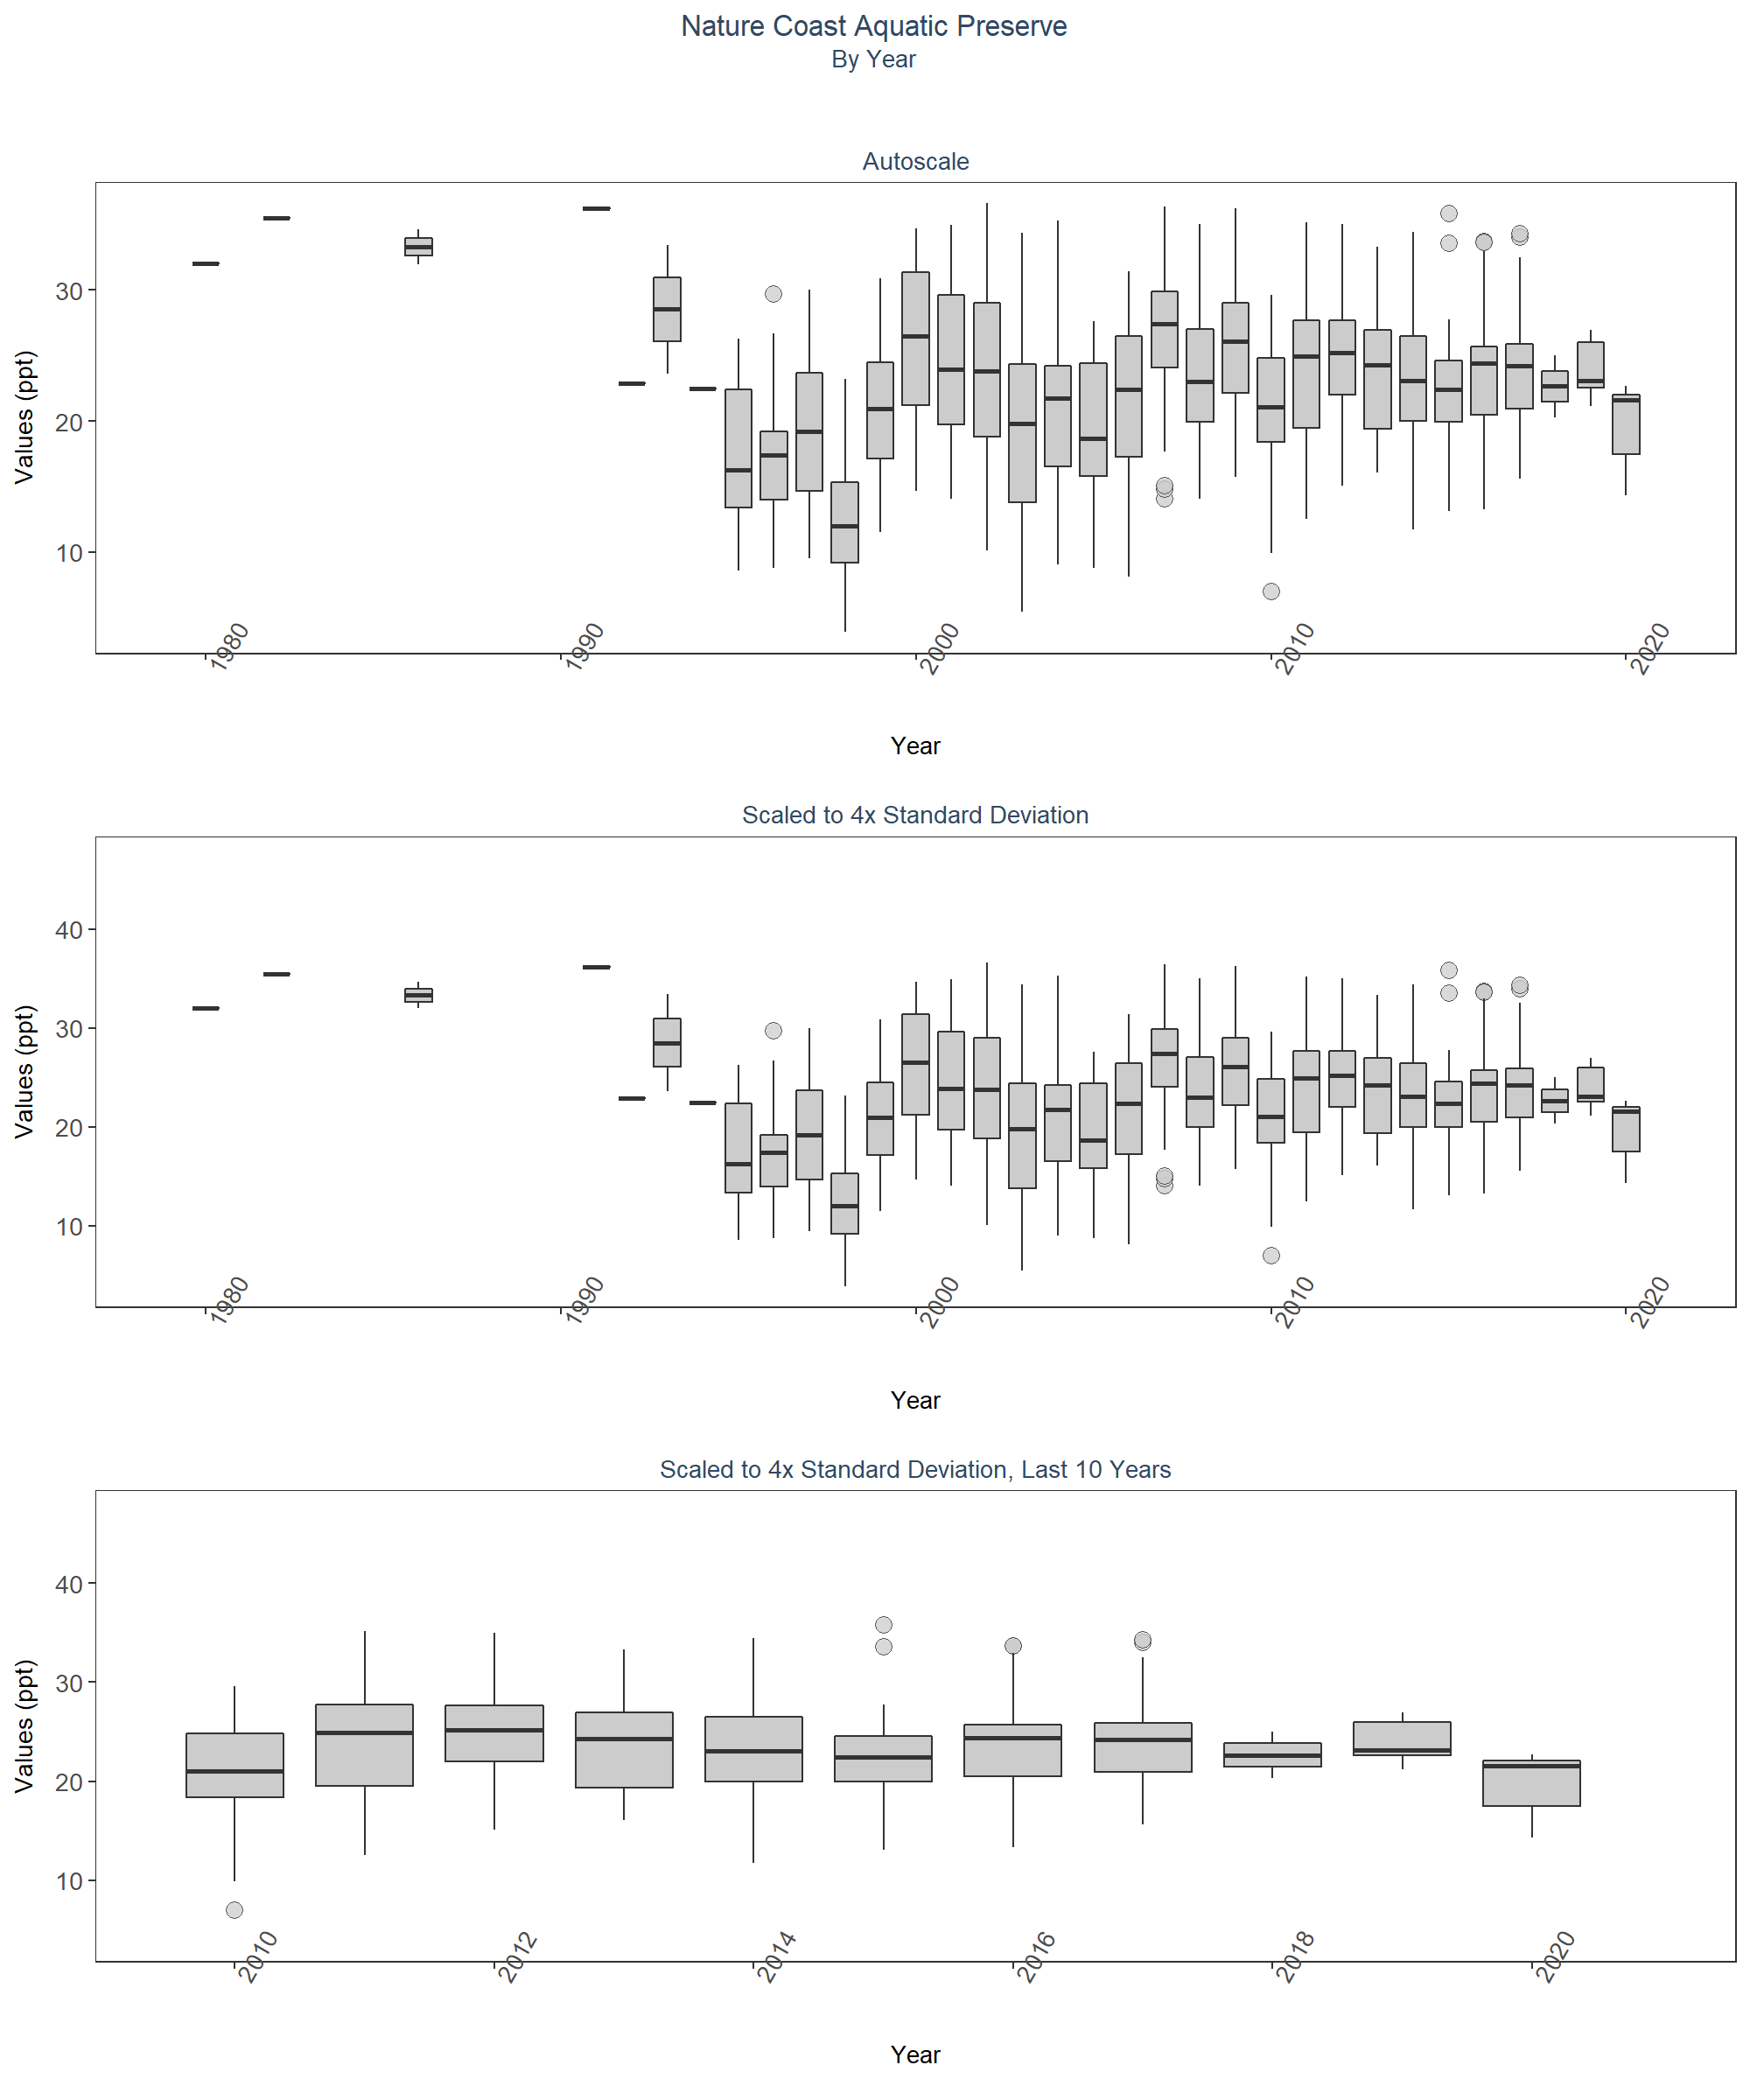 Nature Coast Aquatic Preserve
By Year
Autoscale
Values (ppt)
30
20
10
1980
1990
2000
2010
2020
Year
Scaled to 4x Standard Deviation
Values (ppt)
40
30
20
10
1980
1990
2000
2010
2020
Year
Scaled to 4x Standard Deviation, Last 10 Years
Values (ppt)
40
30
20
10
2010
2012
2014
2016
2018
2020
Year